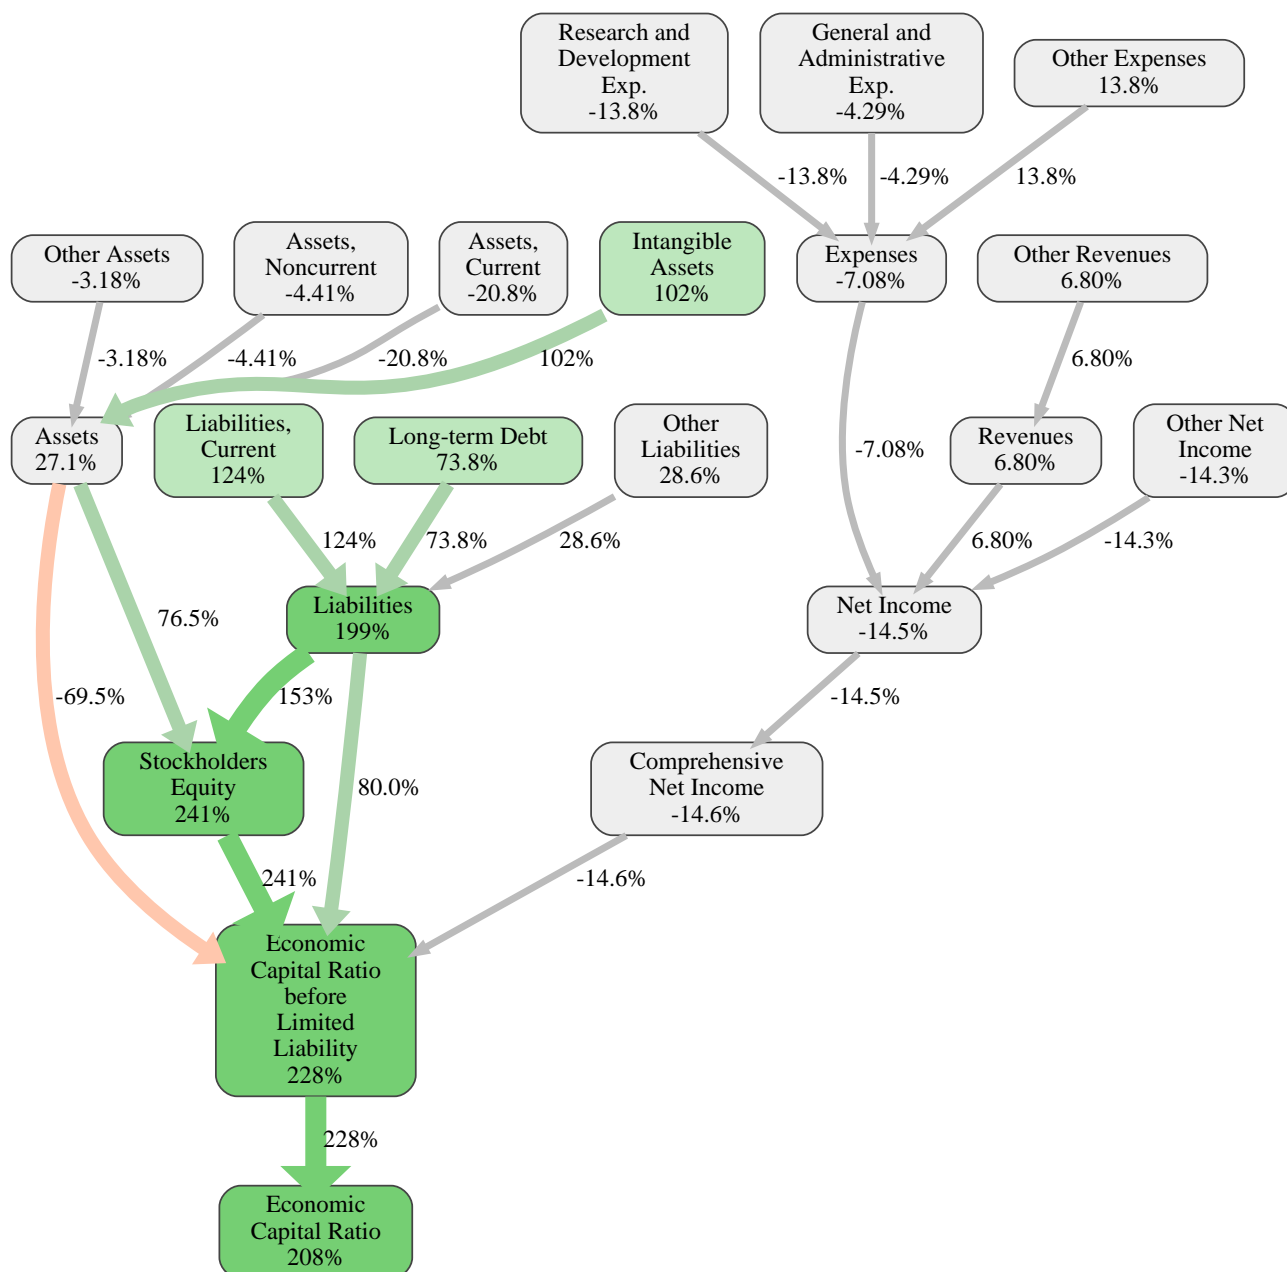 Research and
Development
Exp.
-13.8%
General and
Administrative
Exp.
-4.29%
Other Expenses
13.8%
-13.8%
-4.29%
13.8%
Other Assets
-3.18%
Assets,
Noncurrent
-4.41%
Assets,
Current
-20.8%
Intangible
Assets
102%
Expenses
-7.08%
Other Revenues
6.80%
-3.18%
-4.41%
-20.8%
102%
6.80%
Assets
27.1%
Liabilities,
Current
124%
Long-term Debt
73.8%
Other
Liabilities
28.6%
-7.08%
Revenues
6.80%
Other Net
Income
-14.3%
124%
73.8%
28.6%
6.80%
-14.3%
76.5%
Liabilities
199%
Net Income
-14.5%
-69.5%
153%
-14.5%
Stockholders
Equity
241%
80.0%
Comprehensive
Net Income
-14.6%
241%
-14.6%
Economic
Capital Ratio
before
Limited
Liability
228%
228%
Economic
Capital Ratio
208%